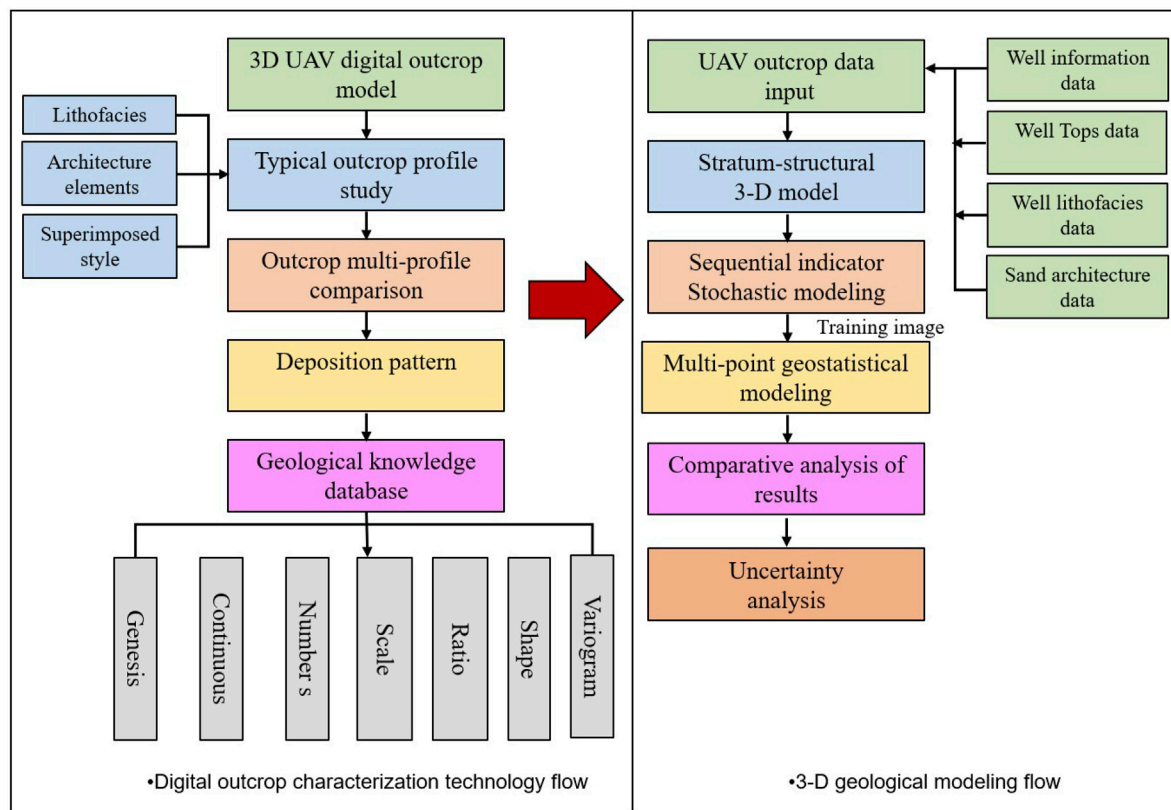 3D UAV digital outcrop
model
Lithofacies
Architecture
elements
Superimposed
style
Typical outcrop profile
study
Outcrop multi-profile
comparison
Deposition pattern
Geological knowledge
database
Genesis
Continuous
Number s
Scale
Ratio
Shape
Variogram
•Digital outcrop characterization technology flow
UAV outcrop data
input
Well information
data
Well Tops data
Well lithofacies
data
Sand architecture
data
Stratum-structural
3-D model
Sequential indicator
Stochastic modeling
Training image
Multi-point geostatistical
modeling
Comparative analysis of
results
Uncertainty
analysis
•3-D geological modeling flow